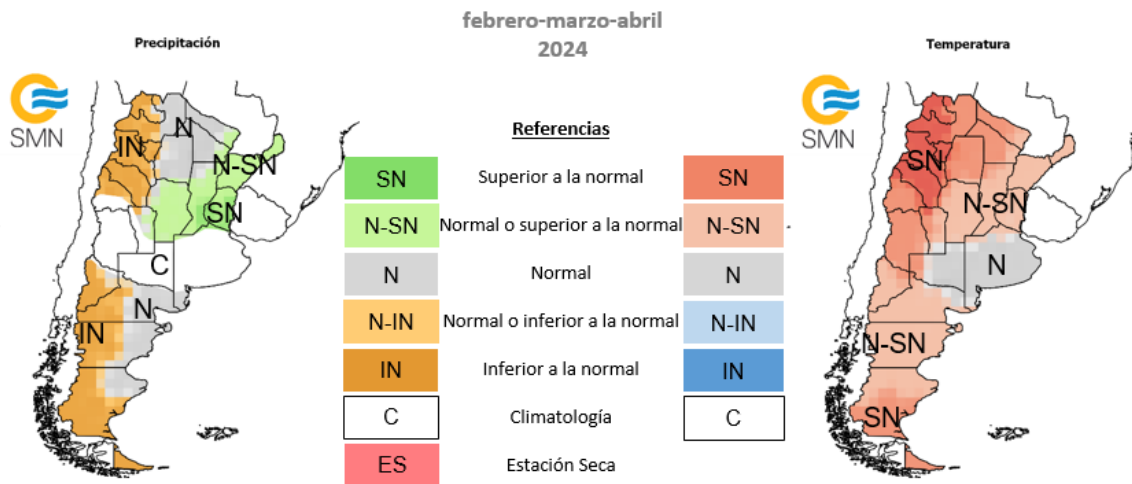 febrero-marzo-abril
2024
Precipitación
Temperatura
SMN
SMN
Referencias
N
IN
N-SN
SN
C
N
IN
SN
Superior a la normal
SN
N-SN
Normal o superior a la normal
N-SN
N
Normal
N
N-IN
Normal o inferior a la normal
N-IN
IN
Inferior a la normal
IN
C
Climatología
C
ES
Estación Seca
SN
N-SN
N
N-SN
SN